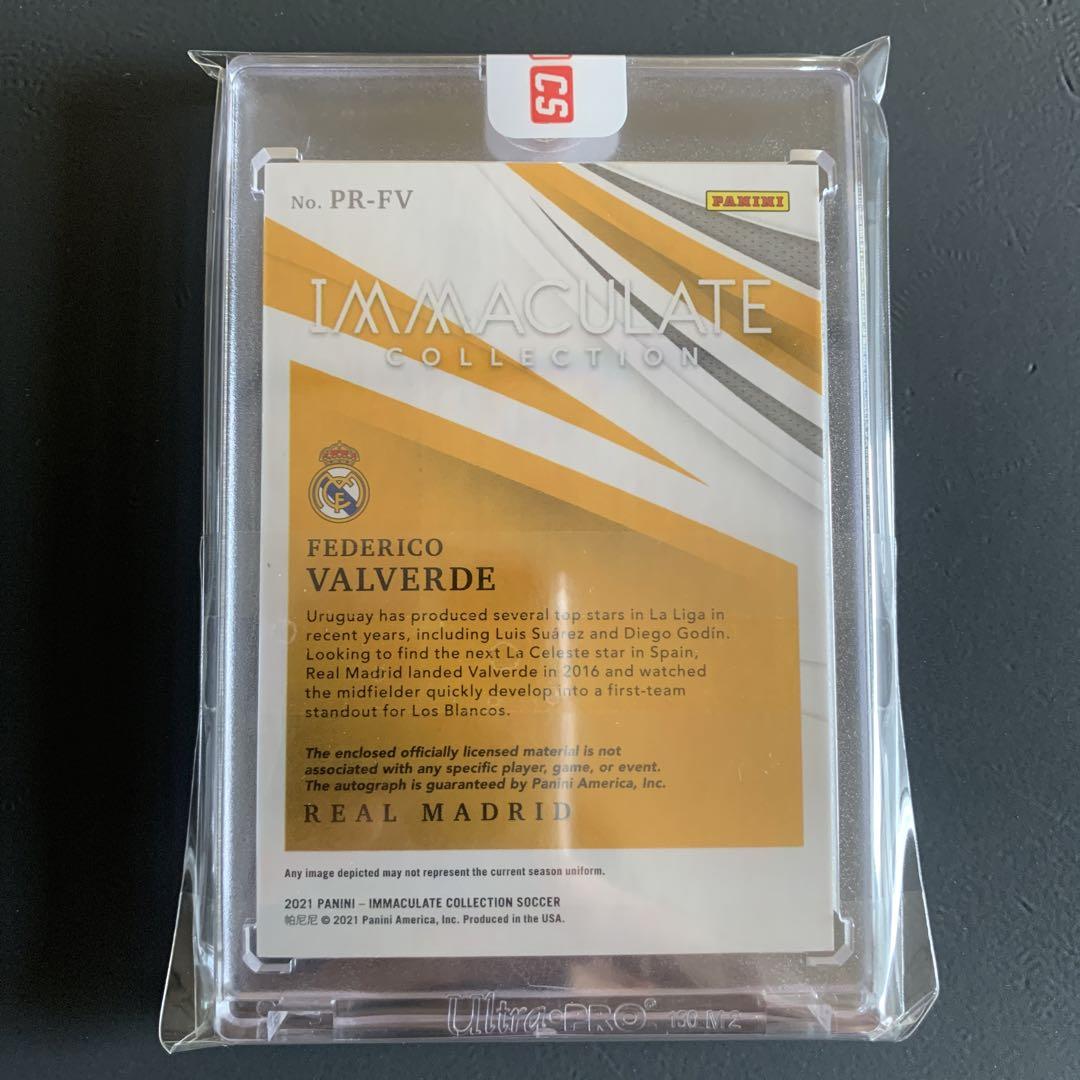 CS
No. PR-FV
PANINI
IMMACULATE
COLLECTION
FEDERICO
VALVERDE
Uruguay has produced several top stars in La Liga in
recent years, including Luis Suárez and Diego Godín.
Looking to find the next La Celeste star in Spain,
Real Madrid landed Valverde in 2016 and watched
the midfielder quickly develop into a first-team
standout for Los Blancos.
The enclosed officially licensed material is not
associated with any specific player, game, or event.
The autograph is guaranteed by Panini America, Inc.
REAL MADRID
Any image depicted may not represent the current season uniform.
2021 PANINI – IMMACULATE COLLECTION SOCCER
帕尼尼 © 2021 Panini America, Inc. Produced in the USA.
Ultra•PRO®